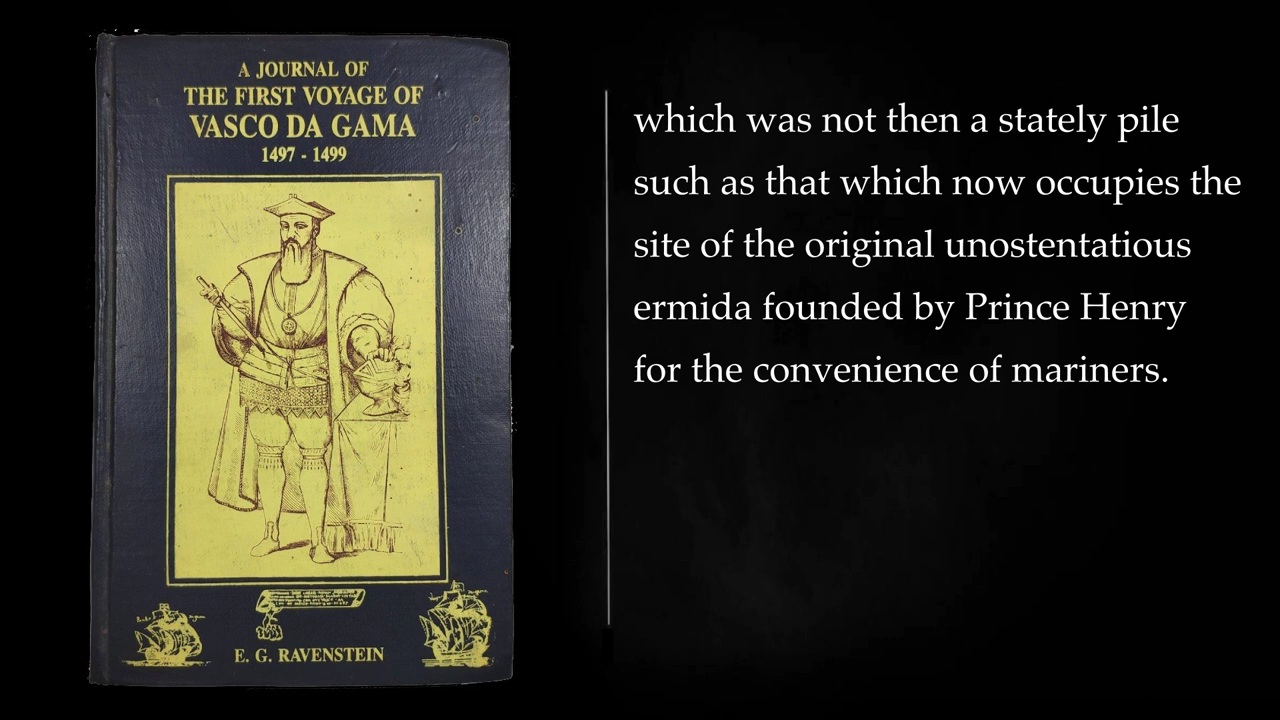 A JOURNAL OF
THE FIRST VOYAGE OF
VASCO DA GAMA
1497 - 1499
E. G. RAVENSTEIN
which was not then a stately pile
such as that which now occupies the
site of the original unostentatious
ermida founded by Prince Henry
for the convenience of mariners.